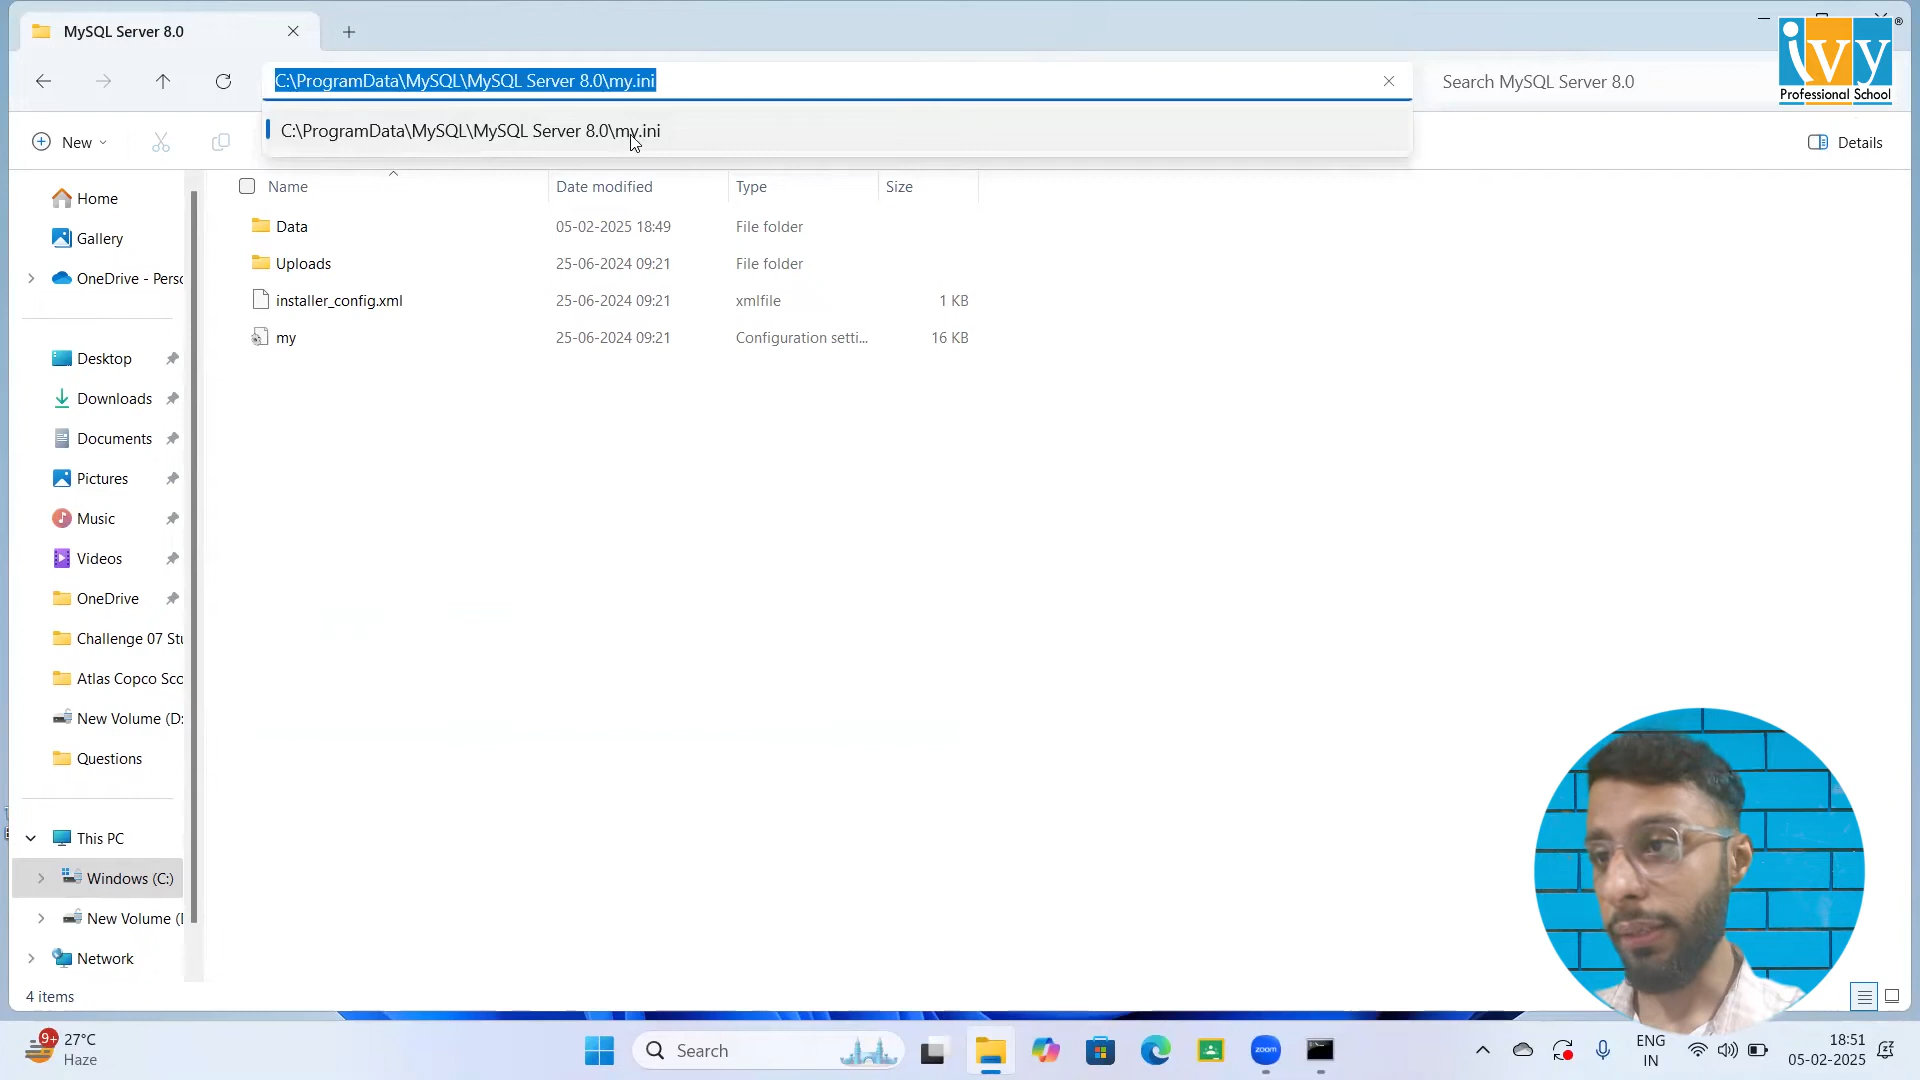 MySQL Server 8.0
C:\ProgramData\MySQL\MySQL Server 8.0\my.ini
Search MySQL Server 8.0
ivy
®
Professional School
C:\ProgramData\MySQL\MySQL Server 8.0\my.ini
New
Details
Name
Date modified
Type
Size
Data
05-02-2025 18:49
File folder
Uploads
25-06-2024 09:21
File folder
installer_config.xml
25-06-2024 09:21
xmlfile
1 KB
my
25-06-2024 09:21
Configuration setti...
16 KB
Home
Gallery
OneDrive - Perso
Desktop
Downloads
Documents
Pictures
Music
Videos
OneDrive
Challenge 07 Stu
Atlas Copco Sco
New Volume (D:
Questions
This PC
Windows (C:)
New Volume (
Network
4 items
9+
27°C
Haze
Search
zoom
ENG
IN
18:51
05-02-2025